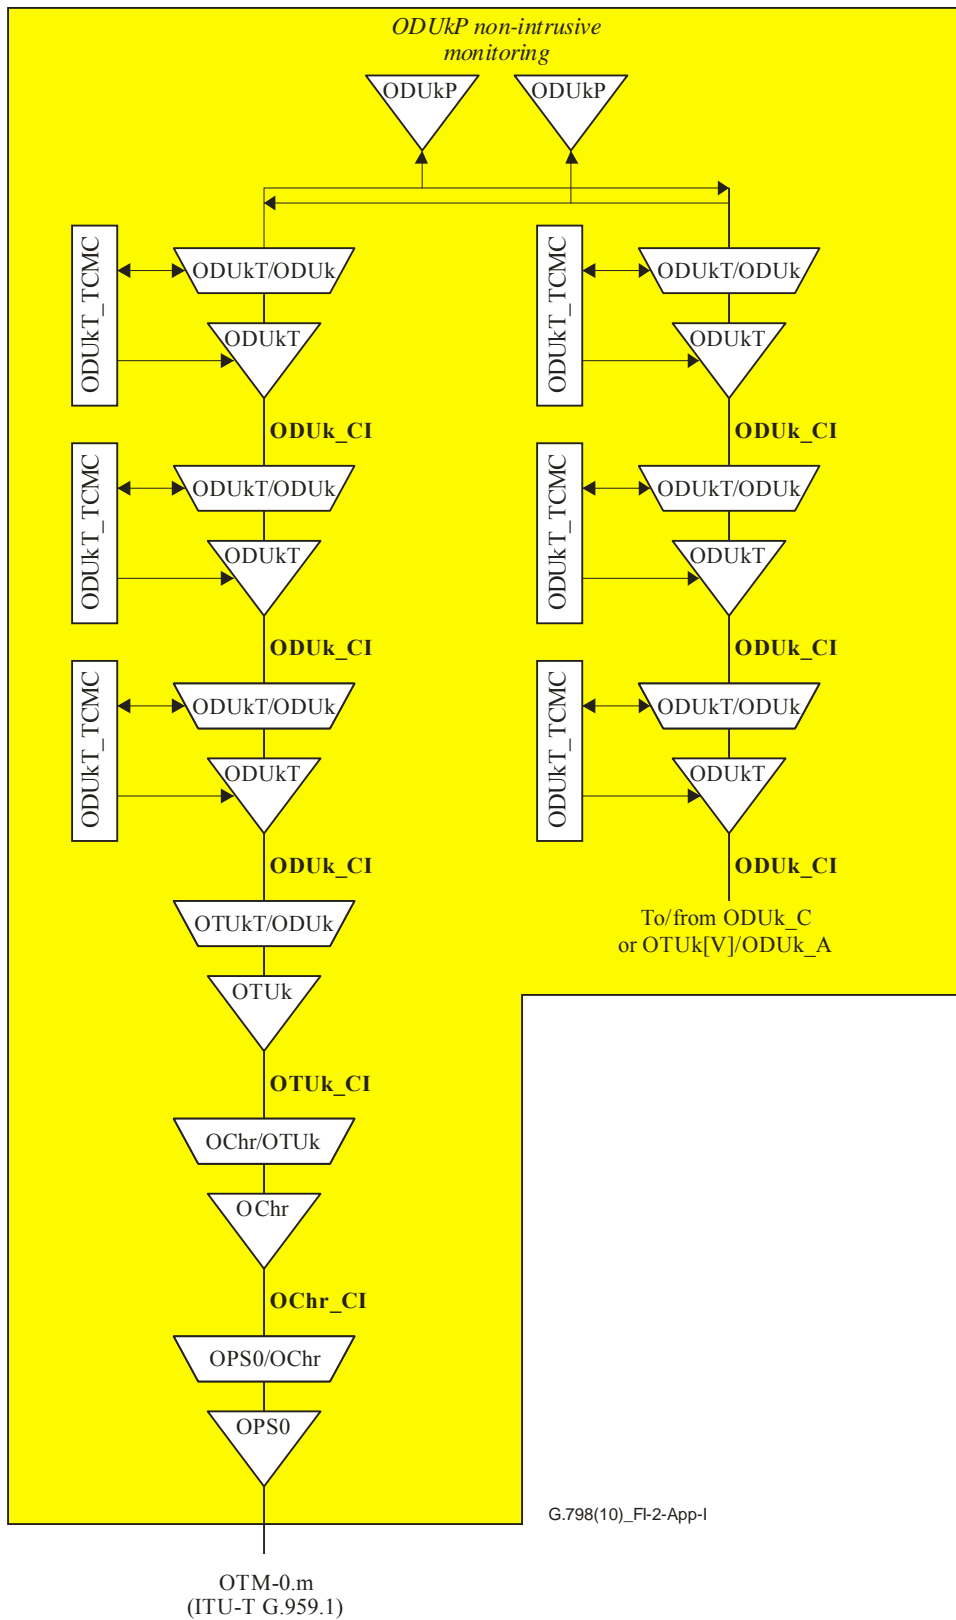 ODUkP non-intrusive
monitoring
ODUkP
ODUkP
ODUkT_TCMC
ODUkT/ODUk
ODUkT
ODUk_CI
ODUkT_TCMC
ODUkT/ODUk
ODUkT
ODUk_CI
ODUkT_TCMC
ODUkT/ODUk
ODUkT
ODUk_CI
OTUkT/ODUk
OTUk
OTUk_CI
OChr/OTUk
OChr
OChr_CI
OPS0/OChr
OPS0
OTM-0.m
(ITU-T G.959.1)
ODUkT_TCMC
ODUkT/ODUk
ODUkT
ODUk_CI
ODUkT_TCMC
ODUkT/ODUk
ODUkT
ODUk_CI
ODUkT_TCMC
ODUkT/ODUk
ODUkT
ODUk_CI
To/from ODUk_C
or OTUk[V]/ODUk_A
G.798(10)_FI-2-App-I